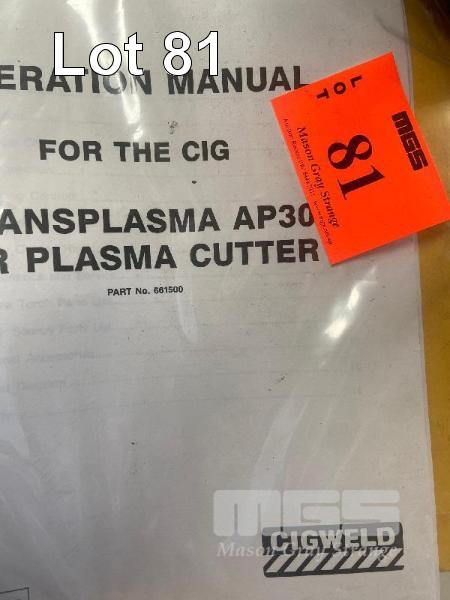 Lot 81
ERATION MANUAL
FOR THE CIG
ANSPLASMA AP30
R PLASMA CUTTER
PART No. 661500
LOT
81
MGS
Mason Gray Strange
MGS
Mason Gray Strange
CIGWELD